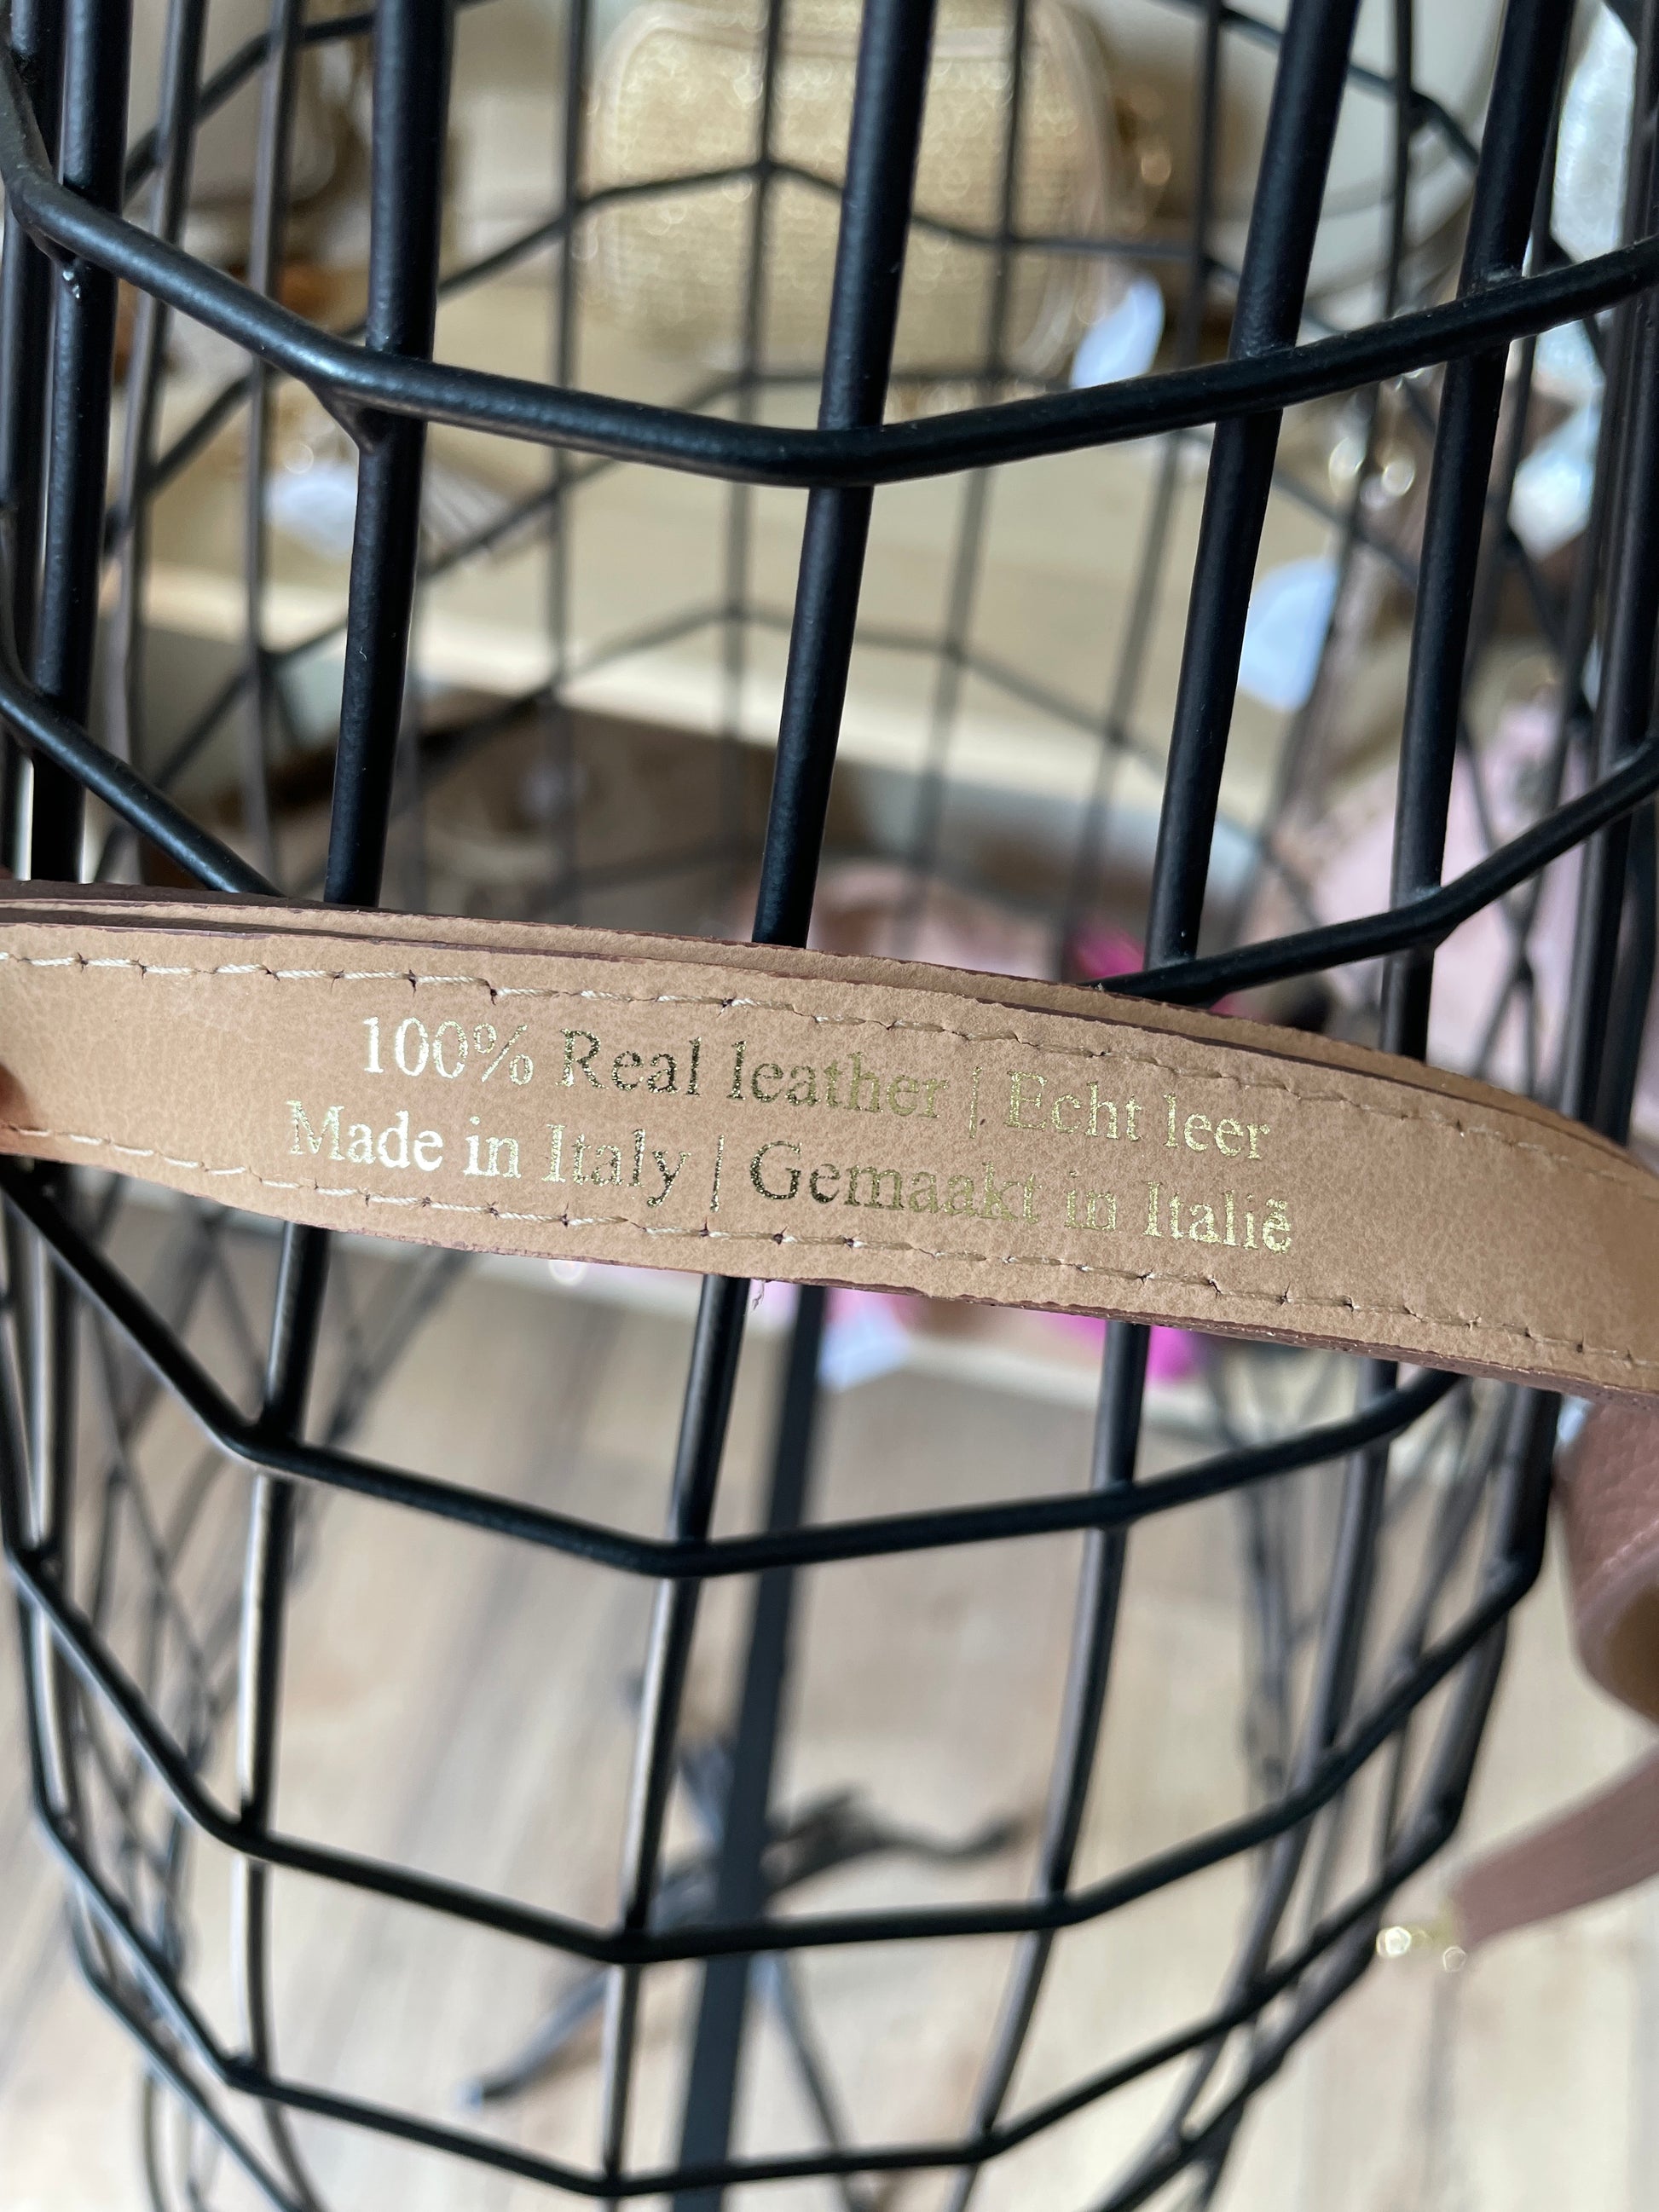 100% Real leather | Echt leer
Made in Italy | Gemaakt in Italië